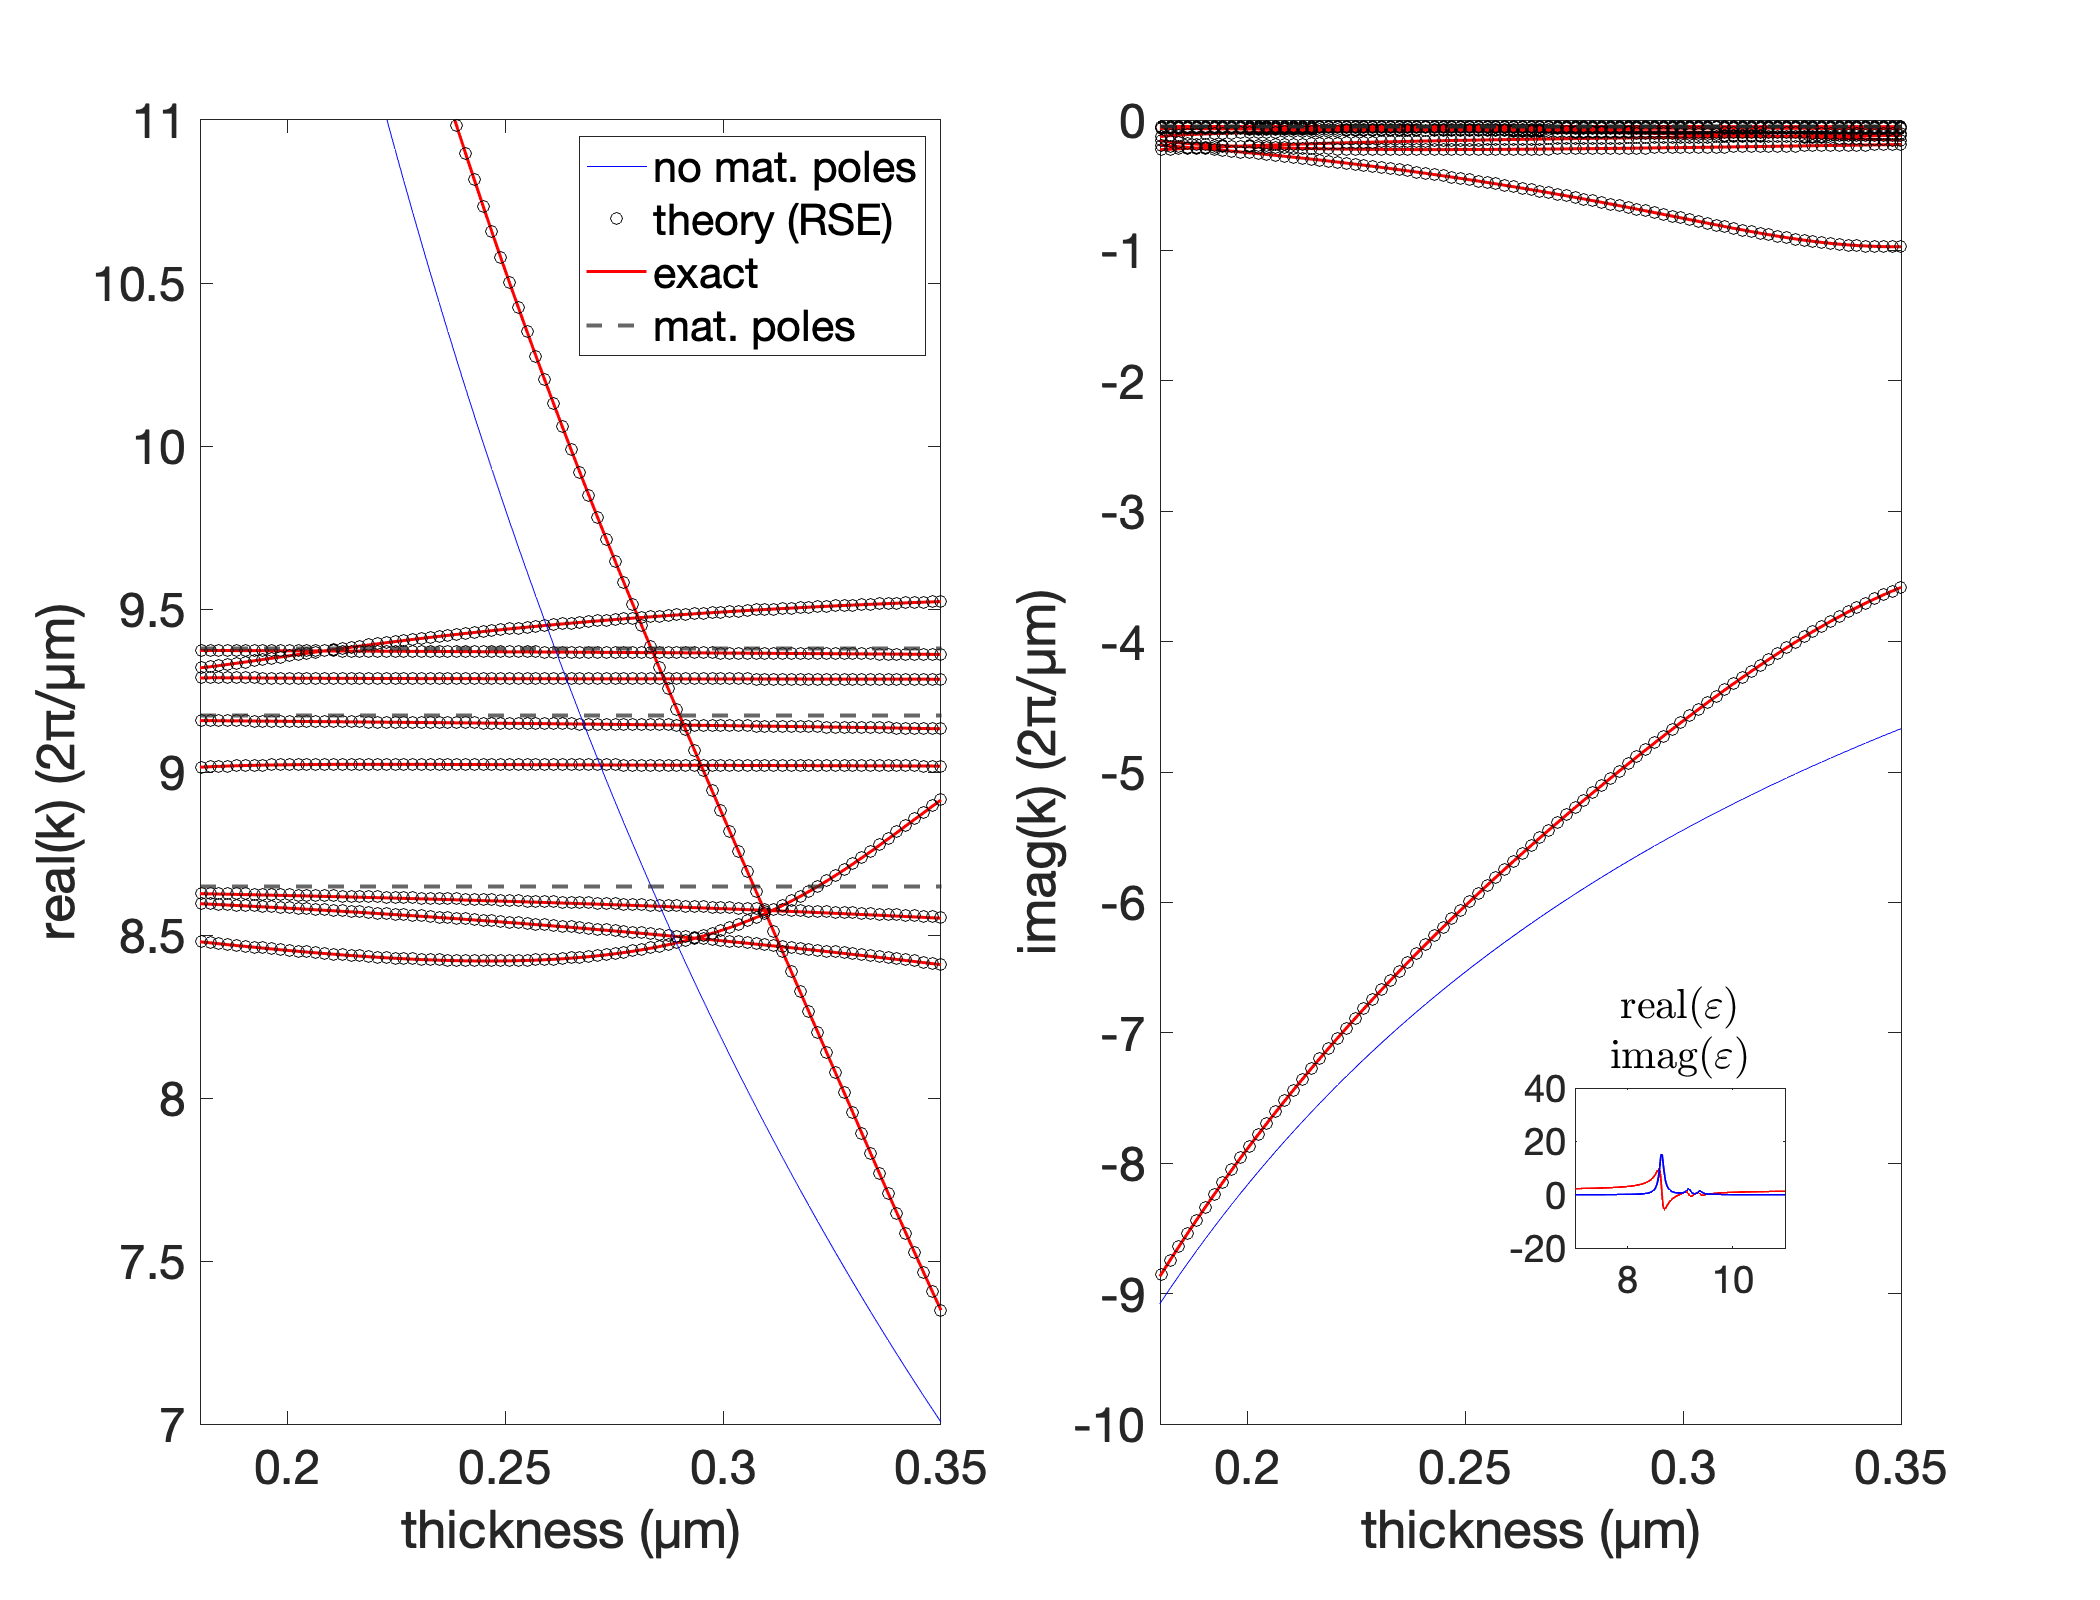 11
10.5
10
9.5
9
8.5
8
7.5
7
real(k) (2π/µm)
0.2 0.25 0.3 0.35
thickness (µm)
no mat. poles
theory (RSE)
exact
mat. poles
0
-1
-2
-3
-4
-5
-6
-7
-8
-9
-10
imag(k) (2π/µm)
0.2 0.25 0.3 0.35
thickness (µm)
real(ε)
imag(ε)
40
20
0
-20
8 10